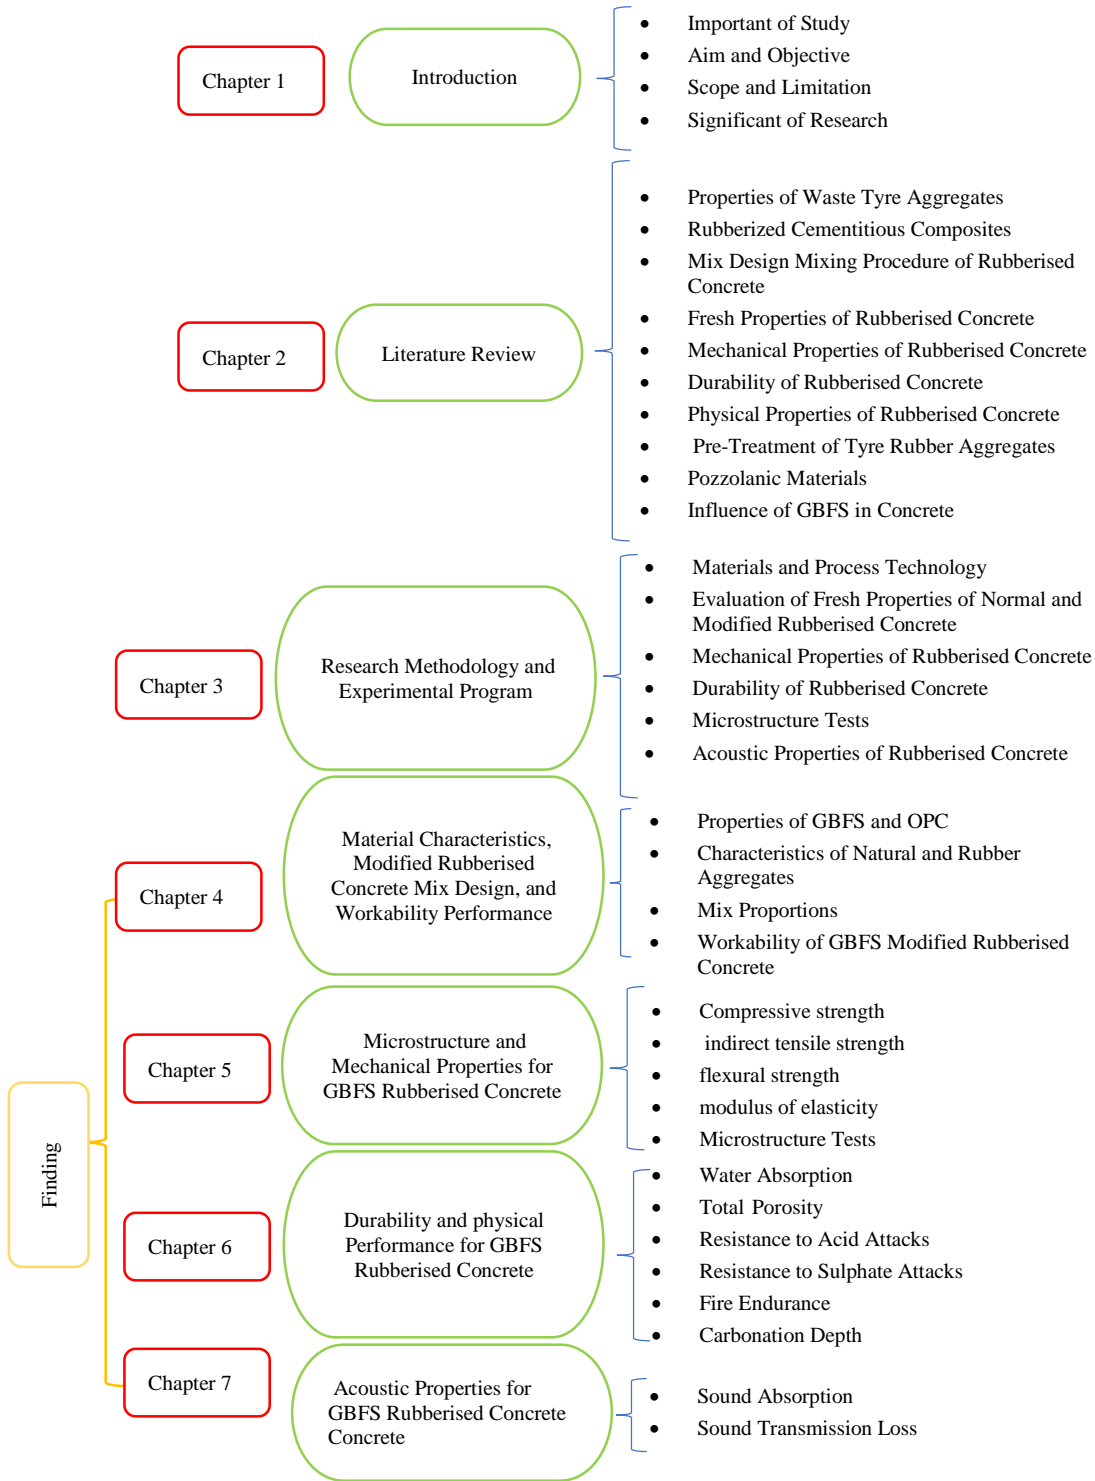 Chapter 1
Introduction
• Important of Study
• Aim and Objective
• Scope and Limitation
• Significant of Research
Chapter 2
Literature Review
• Properties of Waste Tyre Aggregates
• Rubberized Cementitious Composites
• Mix Design Mixing Procedure of Rubberised
Concrete
• Fresh Properties of Rubberised Concrete
• Mechanical Properties of Rubberised Concrete
• Durability of Rubberised Concrete
• Physical Properties of Rubberised Concrete
• Pre-Treatment of Tyre Rubber Aggregates
• Pozzolanic Materials
• Influence of GBFS in Concrete
Chapter 3
Research Methodology and
Experimental Program
• Materials and Process Technology
• Evaluation of Fresh Properties of Normal and
Modified Rubberised Concrete
• Mechanical Properties of Rubberised Concrete
• Durability of Rubberised Concrete
• Microstructure Tests
• Acoustic Properties of Rubberised Concrete
Finding
Chapter 4
Material Characteristics,
Modified Rubberised
Concrete Mix Design, and
Workability Performance
• Properties of GBFS and OPC
• Characteristics of Natural and Rubber
Aggregates
• Mix Proportions
• Workability of GBFS Modified Rubberised
Concrete
Chapter 5
Microstructure and
Mechanical Properties for
GBFS Rubberised Concrete
• Compressive strength
• indirect tensile strength
• flexural strength
• modulus of elasticity
• Microstructure Tests
Chapter 6
Durability and physical
Performance for GBFS
Rubberised Concrete
• Water Absorption
• Total Porosity
• Resistance to Acid Attacks
• Resistance to Sulphate Attacks
• Fire Endurance
• Carbonation Depth
Chapter 7
Acoustic Properties for
GBFS Rubberised Concrete
Concrete
• Sound Absorption
• Sound Transmission Loss